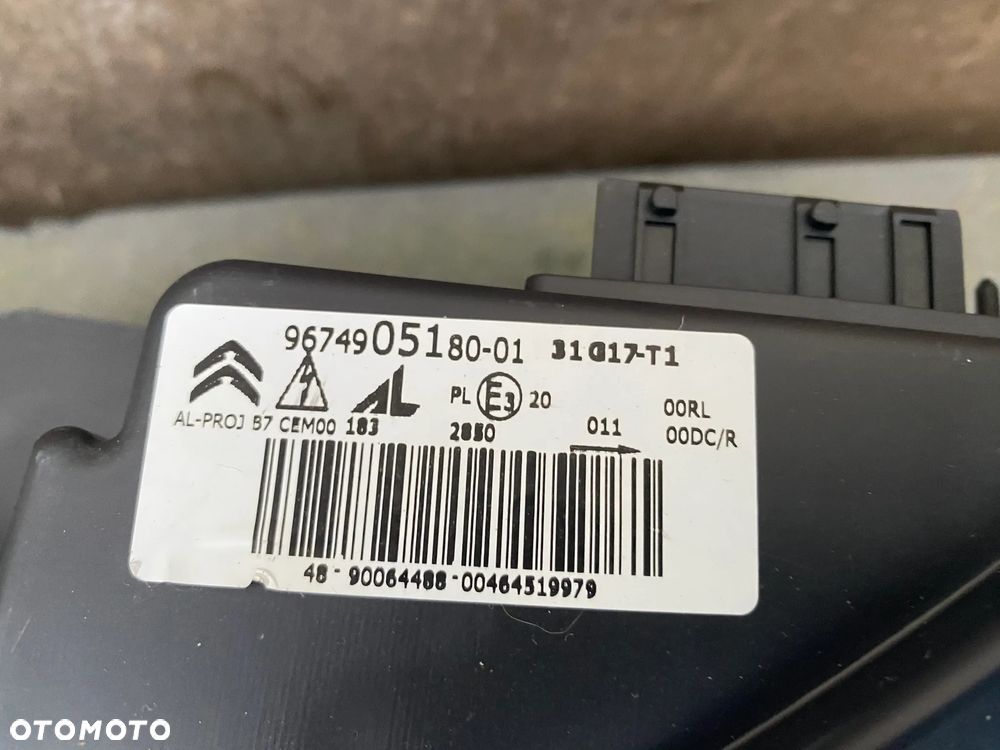 9674905180-01 31G17-T1
AL PL E3 20 00RL
AL-PROJ B7 CEM00 183 2850 011 00DC/R
48-90064488-00464519979
OTOMOTO